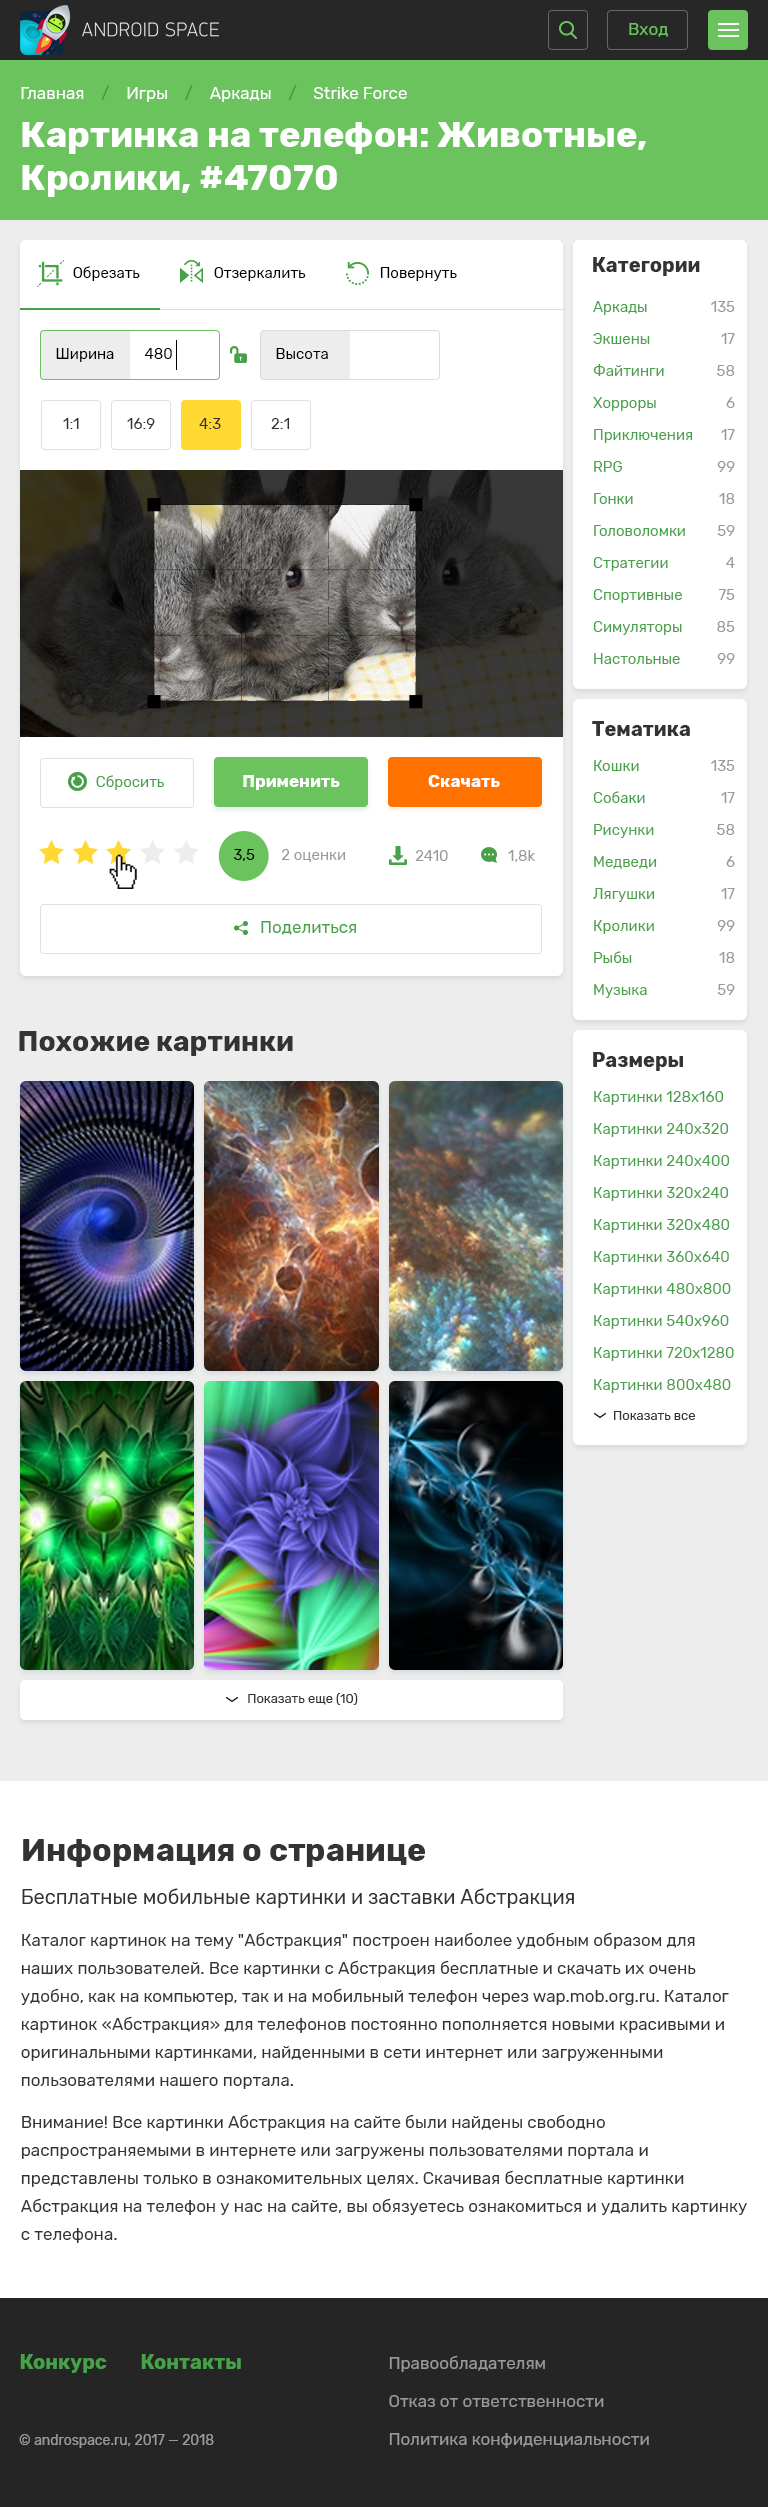 ANDROID SPACE
Вход
Главная / Игры / Аркады / Strike Force
Картинка на телефон: Животные,
Кролики, #47070
Обрезать
Отзеркалить
Повернуть
Ширина
480
Высота
1:1
16:9
4:3
2:1
Сбросить
Применить
Скачать
3,5
2 оценки
2410
1,8k
Поделиться
Категории
Аркады 135
Экшены 17
Файтинги 58
Хорроры 6
Приключения 17
RPG 99
Гонки 18
Головоломки 59
Стратегии 4
Спортивные 75
Симуляторы 85
Настольные 99
Тематика
Кошки 135
Собаки 17
Рисунки 58
Медведи 6
Лягушки 17
Кролики 99
Рыбы 18
Музыка 59
Размеры
Картинки 128x160
Картинки 240x320
Картинки 240x400
Картинки 320x240
Картинки 320x480
Картинки 360x640
Картинки 480x800
Картинки 540x960
Картинки 720x1280
Картинки 800x480
Показать все
Похожие картинки
Показать еще (10)
Информация о странице
Бесплатные мобильные картинки и заставки Абстракция
Каталог картинок на тему "Абстракция" построен наиболее удобным образом для
наших пользователей. Все картинки с Абстракция бесплатные и скачать их очень
удобно, как на компьютер, так и на мобильный телефон через wap.mob.org.ru. Каталог
картинок «Абстракция» для телефонов постоянно пополняется новыми красивыми и
оригинальными картинками, найденными в сети интернет или загруженными
пользователями нашего портала.
Внимание! Все картинки Абстракция на сайте были найдены свободно
распространяемыми в интернете или загружены пользователями портала и
представлены только в ознакомительных целях. Скачивая бесплатные картинки
Абстракция на телефон у нас на сайте, вы обязуетесь ознакомиться и удалить картинку
с телефона.
Конкурс
Контакты
© androspace.ru, 2017 — 2018
Правообладателям
Отказ от ответственности
Политика конфиденциальности